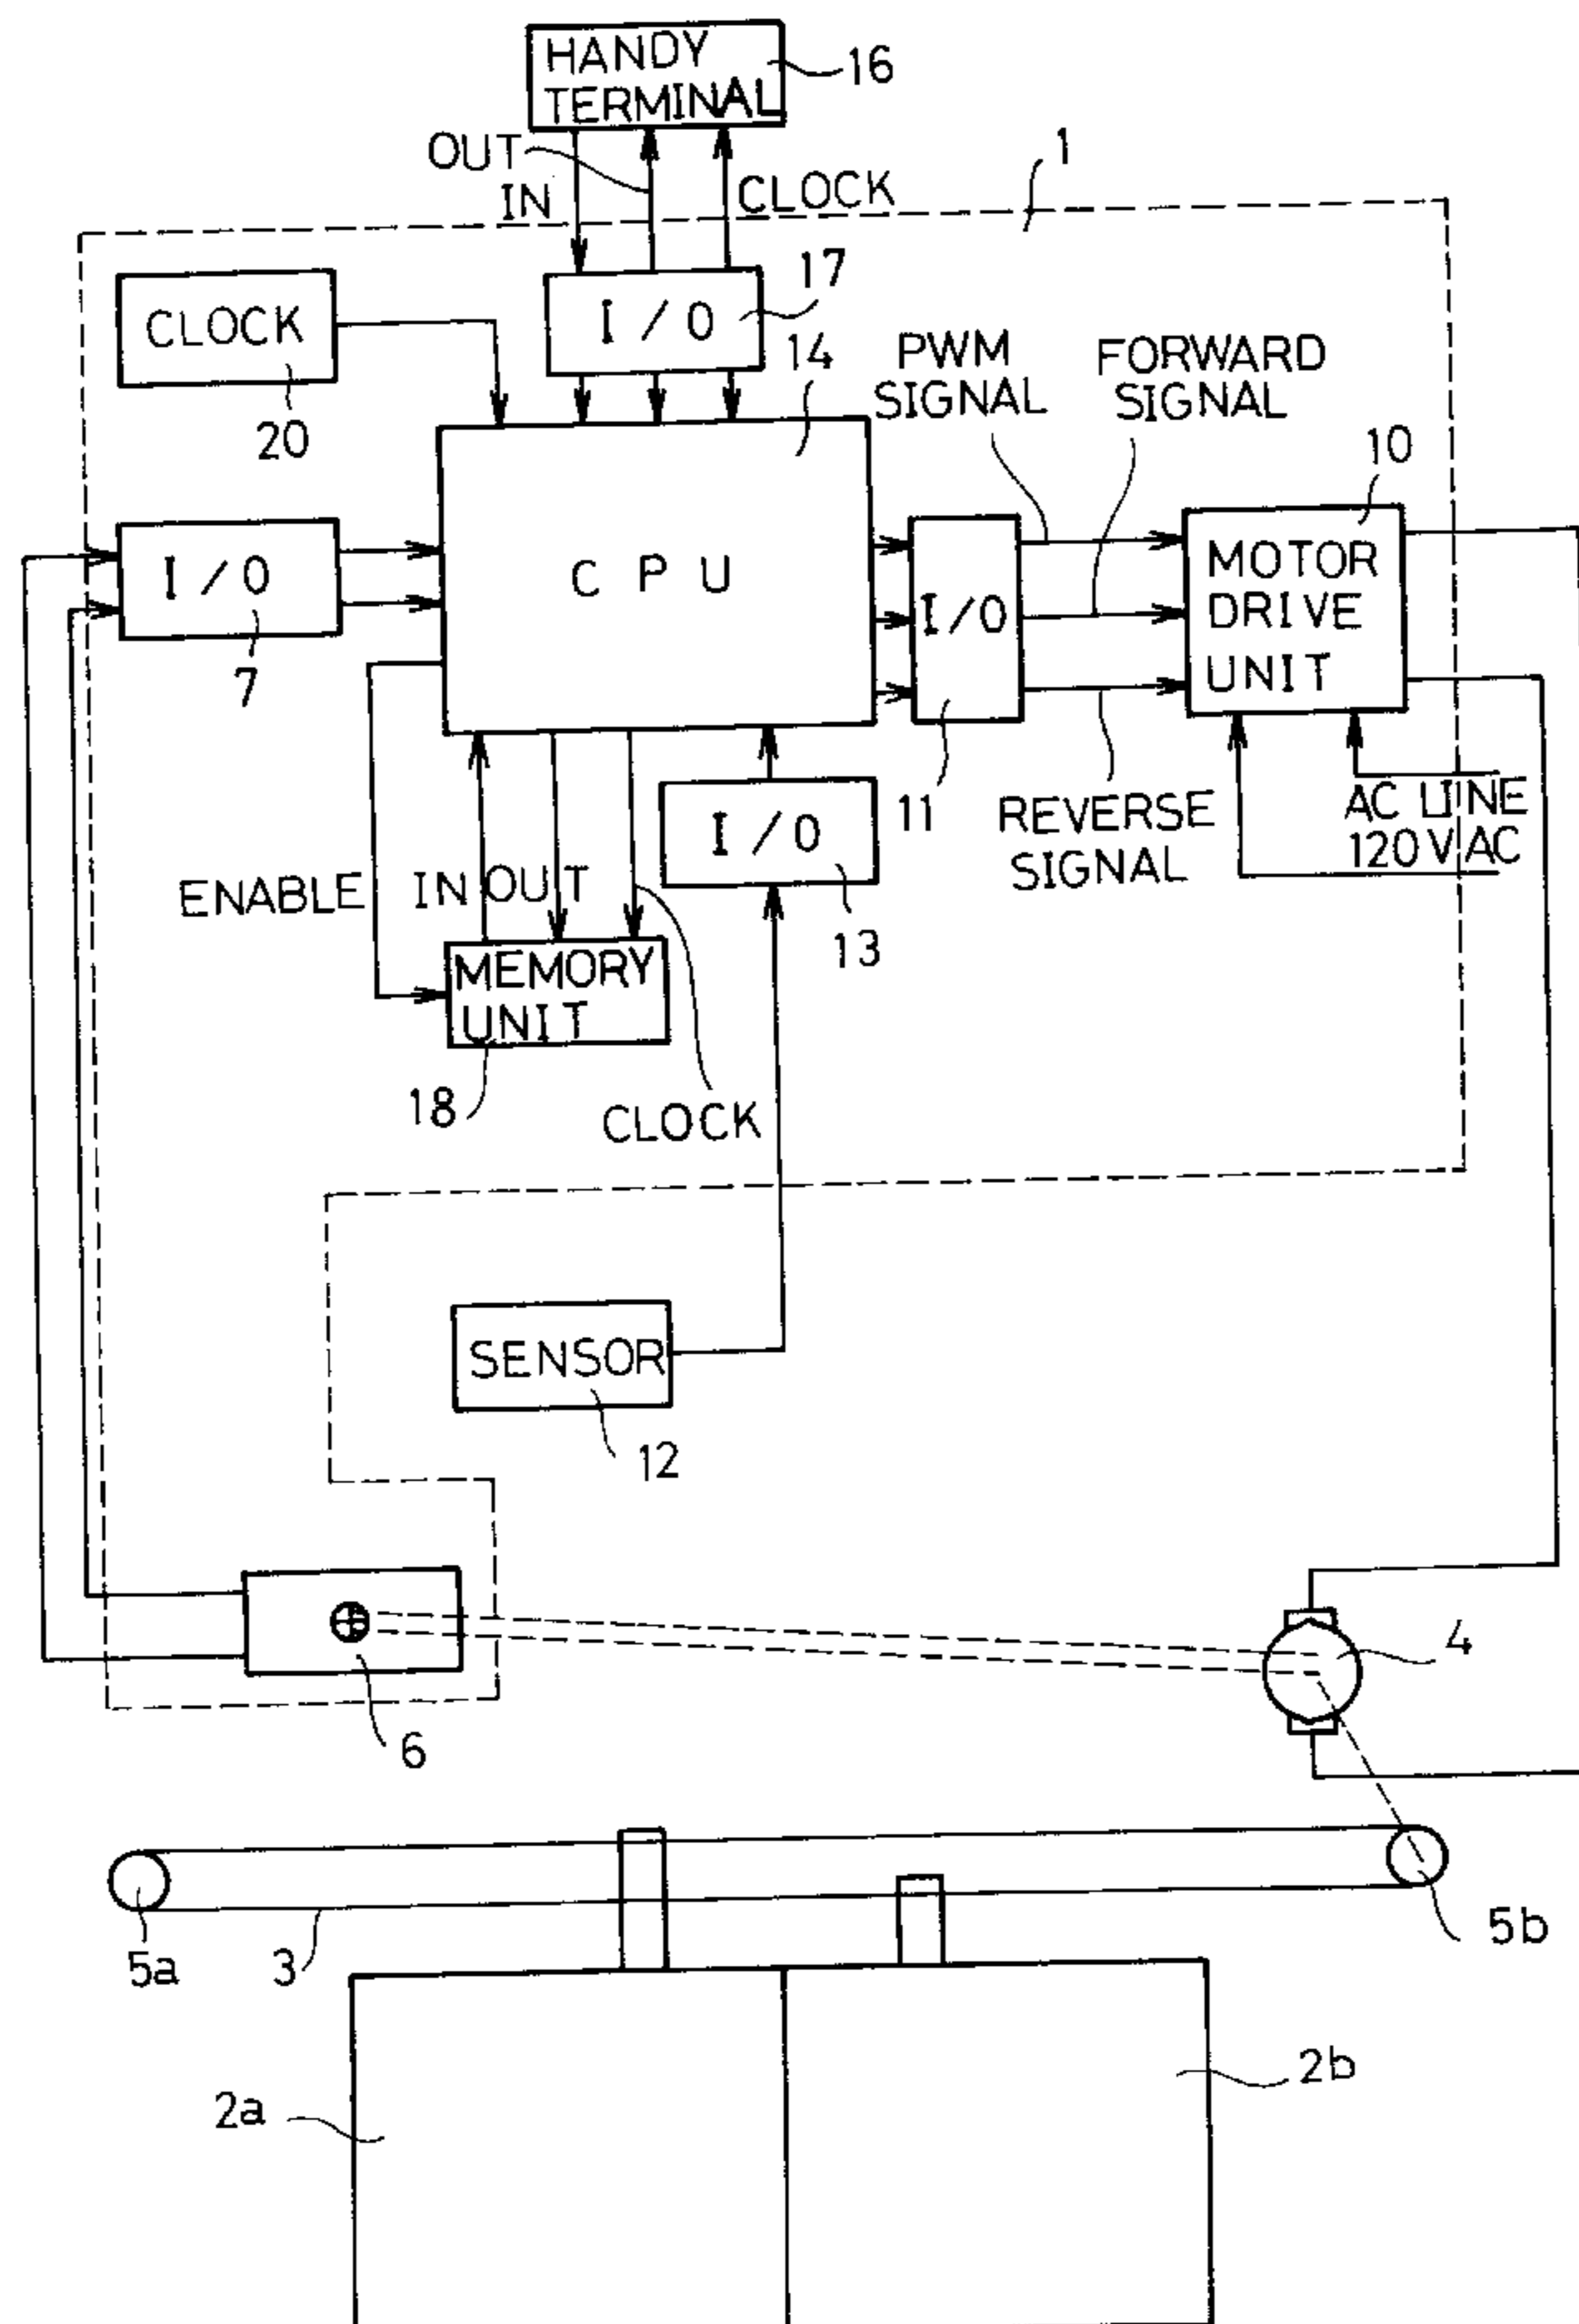 HANDY
TERMINAL
16
OUT
IN
CLOCK
1
CLOCK
20
I/O
17
14
PWM
SIGNAL
FORWARD
SIGNAL
10
I/O
7
CPU
I/O
11
MOTOR
DRIVE
UNIT
REVERSE
SIGNAL
AC LINE
120V AC
ENABLE
IN
OUT
I/O
13
MEMORY
UNIT
18
CLOCK
SENSOR
12
6
4
5a
3
5b
2a
2b